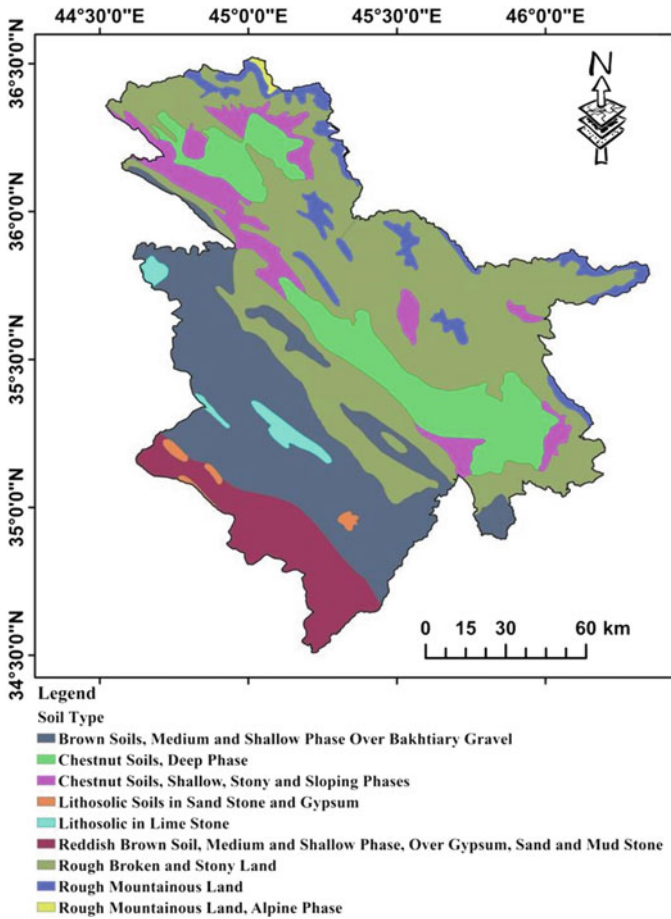 44°30'0"E 45°0'0"E 45°30'0"E 46°0'0"E
36°30'0"N
36°0'0"N
35°30'0"N
35°0'0"N
34°30'0"N
N
0 15 30 60 km
Legend
Soil Type
Brown Soils, Medium and Shallow Phase Over Bakhtiary Gravel
Chestnut Soils, Deep Phase
Chestnut Soils, Shallow, Stony and Sloping Phases
Lithosolic Soils in Sand Stone and Gypsum
Lithosolic in Lime Stone
Reddish Brown Soil, Medium and Shallow Phase, Over Gypsum, Sand and Mud Stone
Rough Broken and Stony Land
Rough Mountainous Land
Rough Mountainous Land, Alpine Phase